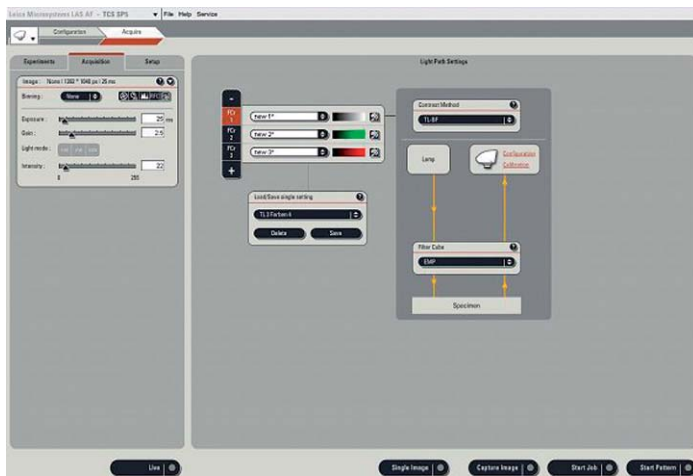 Leica Microsystems LAS AF – TCS SP5
File Help Service
Configuration
Acquire
Experiments
Acquisition
Setup
Light Path Settings
Image: None / 1392 * 1040 px / 25 ms
Binning: None
Exposure: 25 ms
Gain: 2.5
Light mode:
Intensity: 22
0 255
-
FCr
1
FCr
2
FCr
3
+
new 1*
new 2*
new 3*
Load/Save single setting
TL 3 Farben 4
Delete Save
Contrast Method
TL-BF
Lamp
Configuration
Calibration
Filter Cube
EMP
Specimen
Live
Single Image
Capture Image
Start Job
Start Pattern